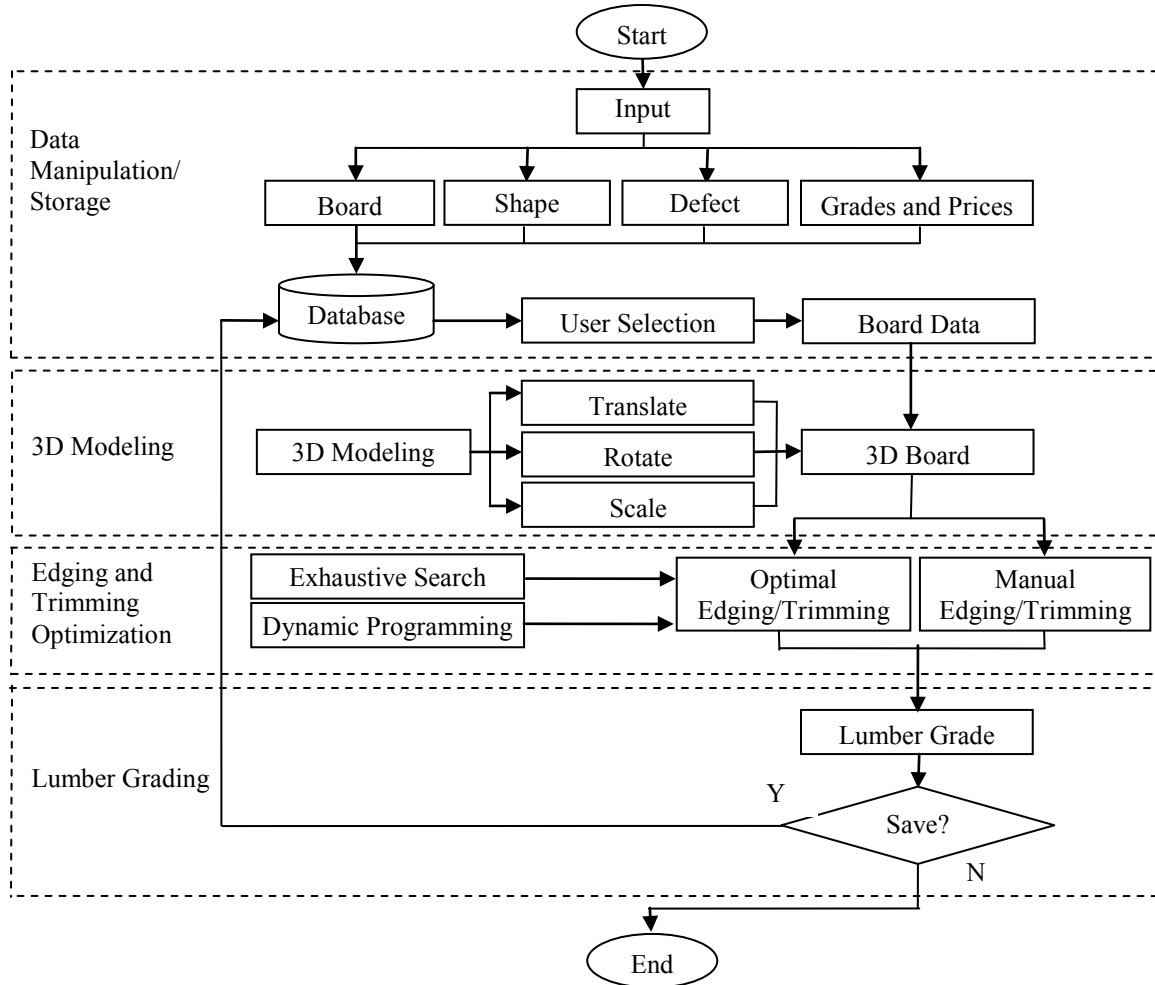 Start
Data
Manipulation/
Storage
Input
Board
Shape
Defect
Grades and Prices
Database
User Selection
Board Data
3D Modeling
3D Modeling
Translate
Rotate
Scale
3D Board
Edging and
Trimming
Optimization
Exhaustive Search
Dynamic Programming
Optimal
Edging/Trimming
Manual
Edging/Trimming
Lumber Grading
Lumber Grade
Save?
Y
N
End